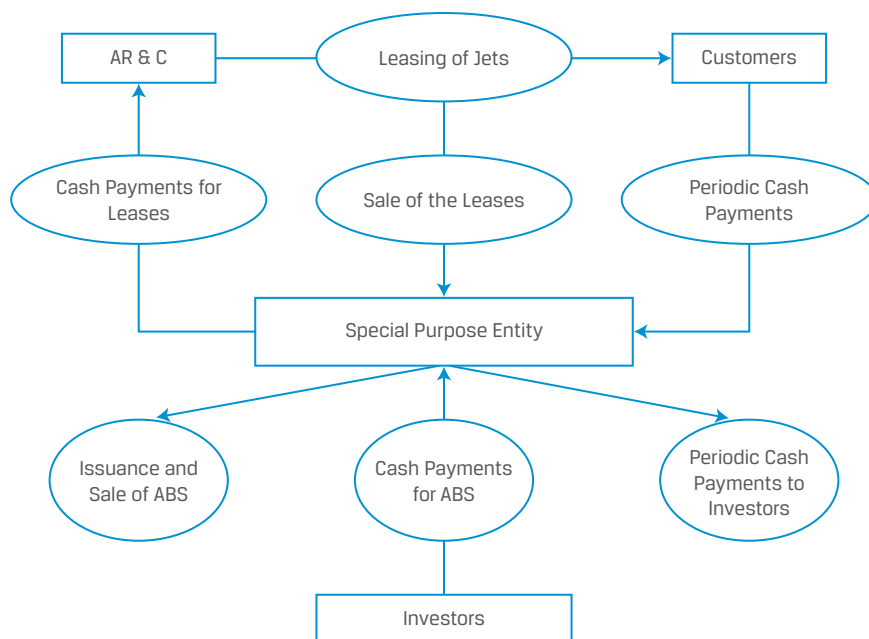 AR & C
Leasing of Jets
Customers
Cash Payments for
Leases
Sale of the Leases
Periodic Cash
Payments
Special Purpose Entity
Issuance and
Sale of ABS
Cash Payments
for ABS
Periodic Cash
Payments to
Investors
Investors